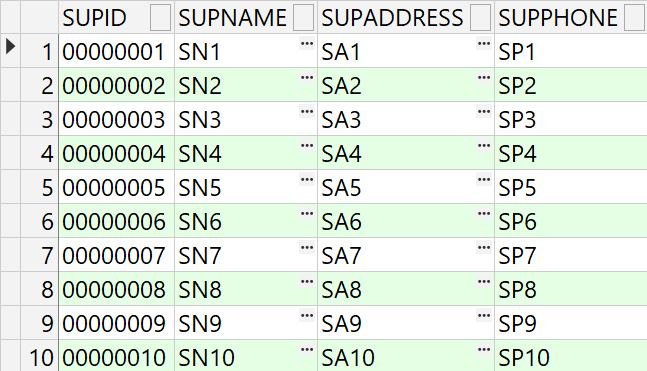 SUPID SUPNAME SUPADDRESS SUPPHONE
1 00000001 SN1 ... SA1 ... SP1
2 00000002 SN2 ... SA2 ... SP2
3 00000003 SN3 ... SA3 ... SP3
4 00000004 SN4 ... SA4 ... SP4
5 00000005 SN5 ... SA5 ... SP5
6 00000006 SN6 ... SA6 ... SP6
7 00000007 SN7 ... SA7 ... SP7
8 00000008 SN8 ... SA8 ... SP8
9 00000009 SN9 ... SA9 ... SP9
10 00000010 SN10 ... SA10 ... SP10